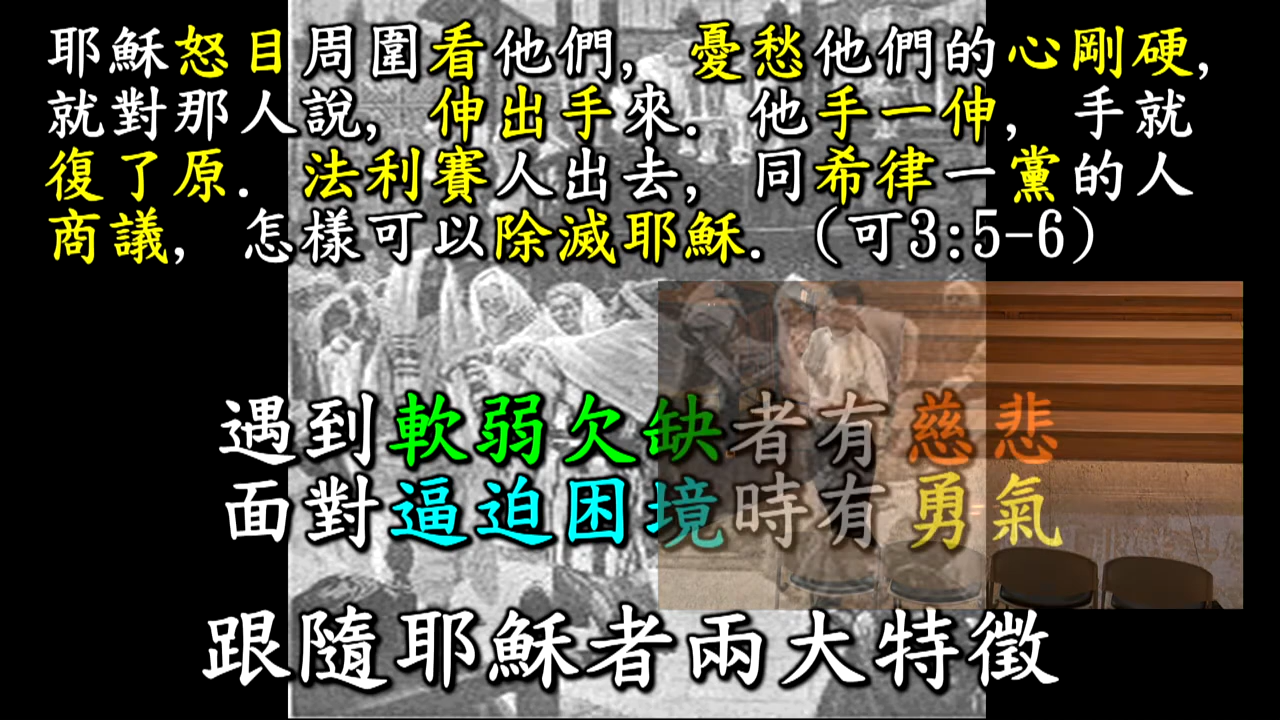 耶穌怒目周圍看他們, 憂愁他們的心剛硬,
就對那人說, 伸出手來. 他手一伸, 手就
復了原. 法利賽人出去, 同希律一黨的人
商議, 怎樣可以除滅耶穌. (可3:5-6)
遇到軟弱欠缺者有慈悲
面對逼迫困境時有勇氣
跟隨耶穌者兩大特徵